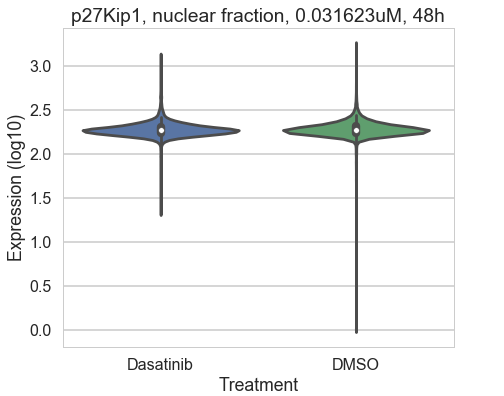 p27Kip1, nuclear fraction, 0.031623uM, 48h
Expression (log10)
3.0
2.5
2.0
1.5
1.0
0.5
0.0
Dasatinib DMSO
Treatment